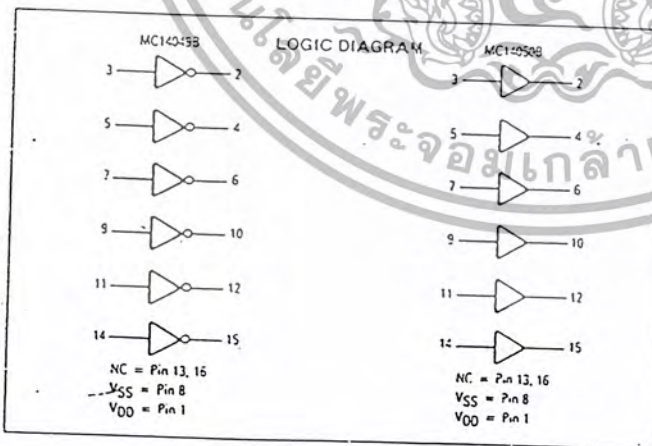 LOGIC DIAGRAM
MC14049B
3 2
5 4
7 6
9 10
11 12
14 15
NC = Pin 13, 16
VSS = Pin 8
VDD = Pin 1
MC14050B
3 2
5 4
7 6
9 10
11 12
14 15
NC = Pin 13, 16
VSS = Pin 8
VDD = Pin 1